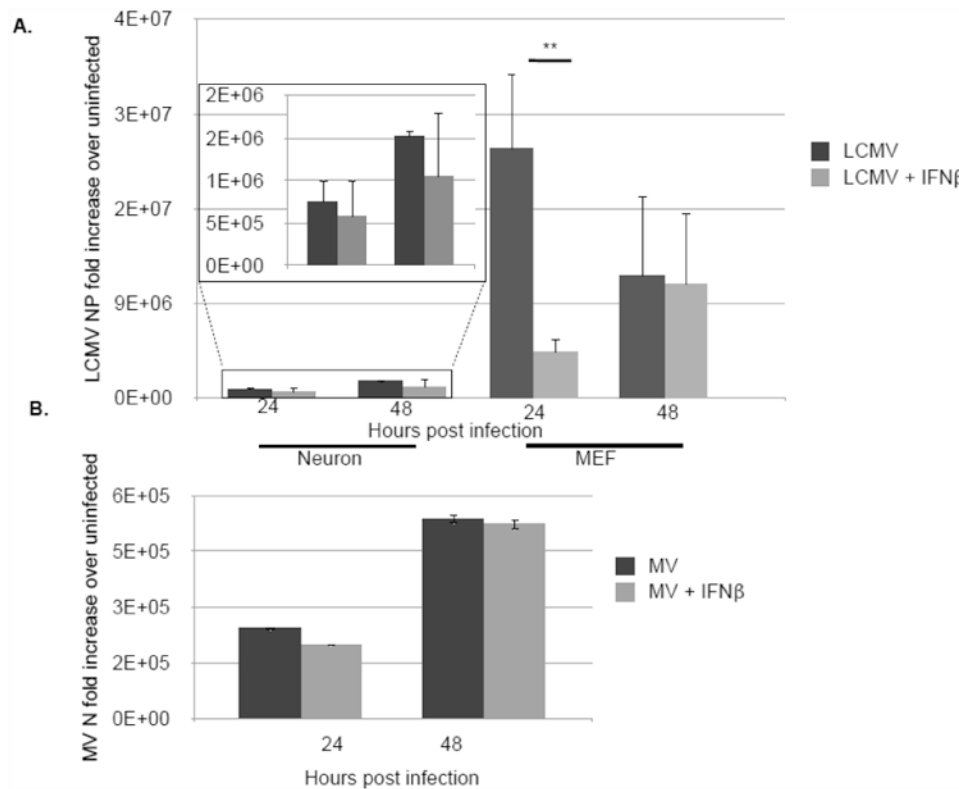 A.
LCMV NP fold increase over uninfected
4E+07
3E+07
2E+07
9E+06
0E+00
2E+06
2E+06
1E+06
5E+05
0E+00
**
LCMV
LCMV + IFNβ
24
48
24
48
Hours post infection
Neuron
MEF
B.
MV N fold increase over uninfected
6E+05
5E+05
3E+05
2E+05
0E+00
MV
MV + IFNβ
24
48
Hours post infection